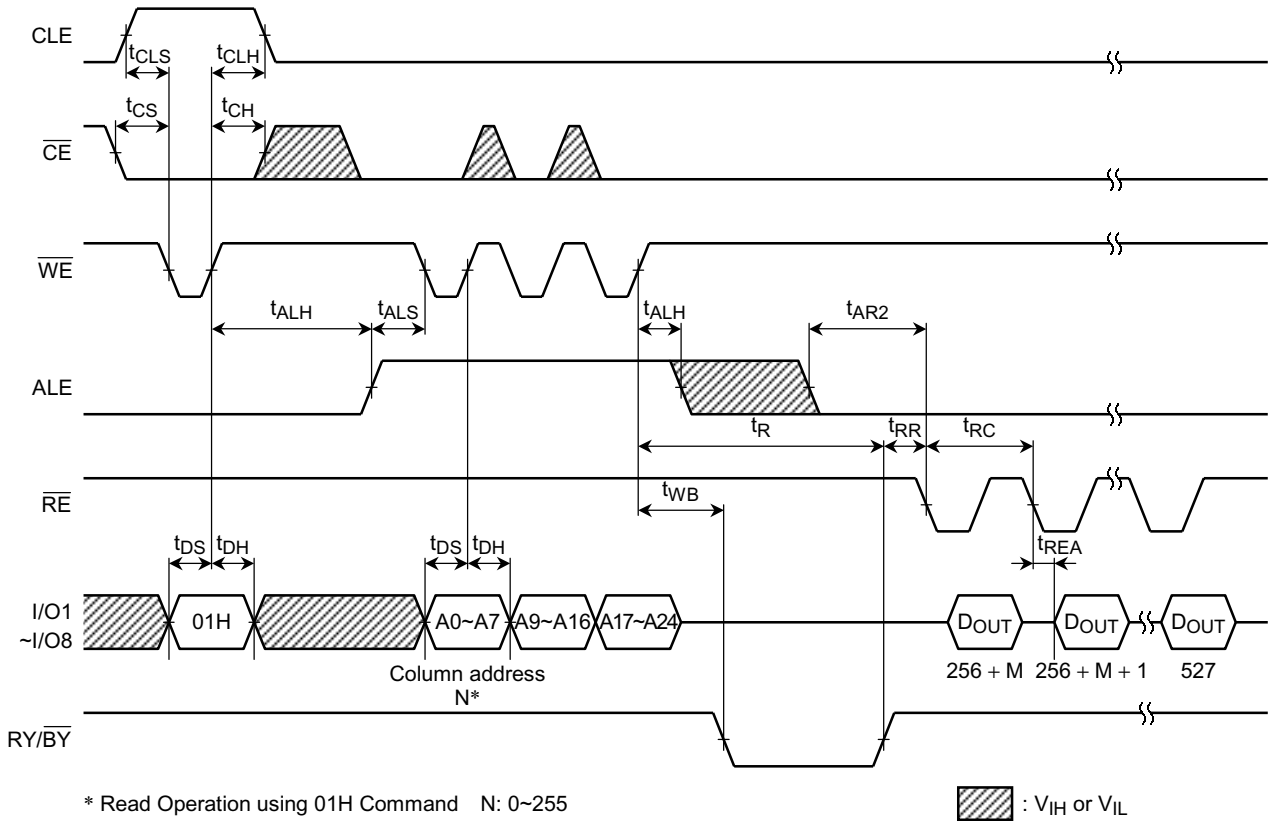 CLE
tCLS tCLH
tCS tCH
CE
WE
tALH tALS tALH tAR2
ALE
tR tRR tRC
RE
tWB
tDS tDH tDS tDH tREA
I/O1
~I/O8
01H A0~A7 A9~A16 A17~A24 DOUT DOUT DOUT
256 + M 256 + M + 1 527
Column address
N*
RY/BY
* Read Operation using 01H Command N: 0~255
: VIH or VIL